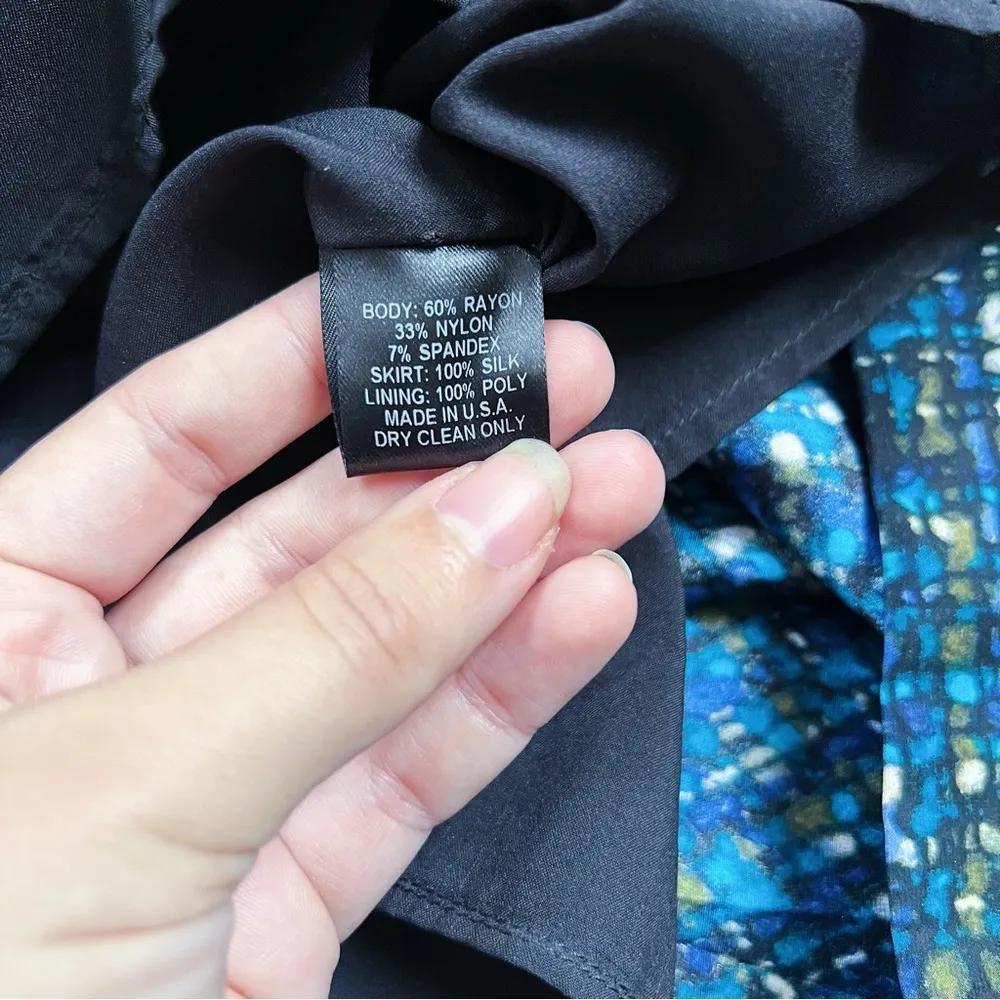 BODY: 60% RAYON
33% NYLON
7% SPANDEX
SKIRT: 100% SILK
LINING: 100% POLY
MADE IN U.S.A.
DRY CLEAN ONLY